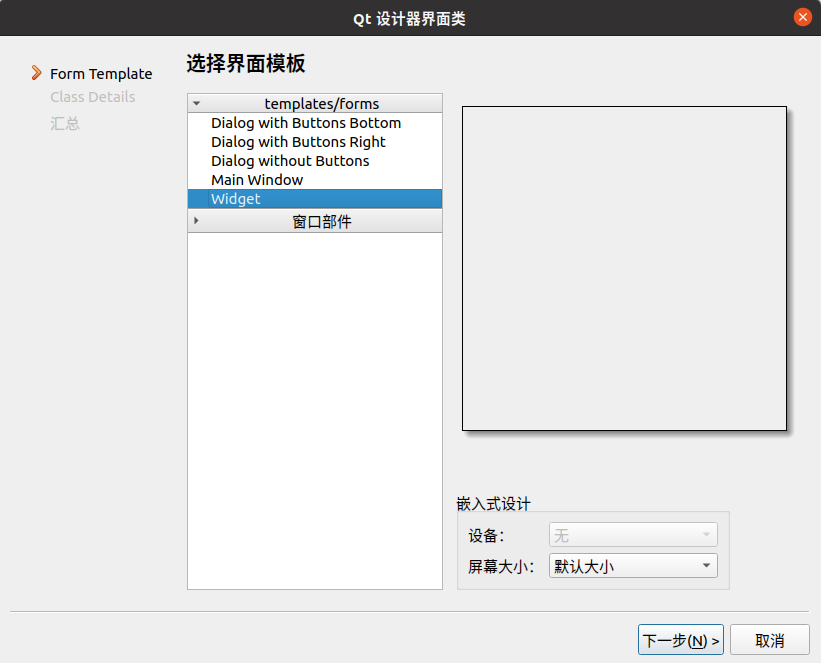 Qt 设计器界面类
Form Template
Class Details
汇总
选择界面模板
templates/forms
Dialog with Buttons Bottom
Dialog with Buttons Right
Dialog without Buttons
Main Window
Widget
窗口部件
嵌入式设计
设备： 无
屏幕大小： 默认大小
下一步(N) > 取消